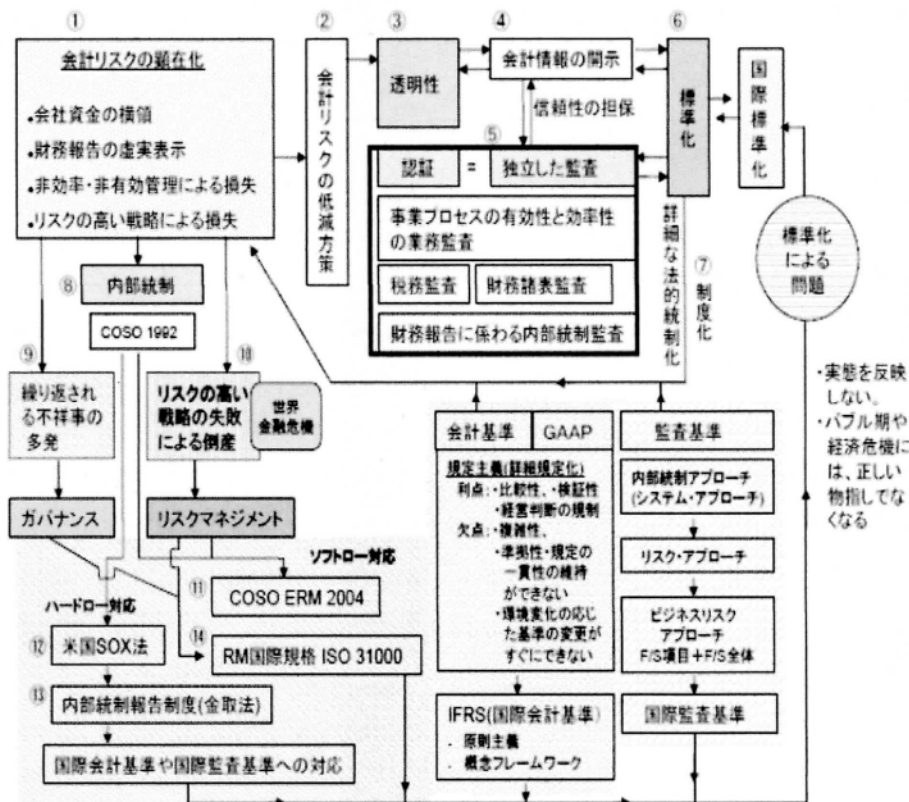 ①
会計リスクの顕在化
•会社資金の横領
•財務報告の虚実表示
•非効率・非有効管理による損失
•リスクの高い戦略による損失
②
会計リスクの低減方策
③
透明性
④
会計情報の開示
信頼性の担保
⑤
認証 = 独立した監査
事業プロセスの有効性と効率性
の業務監査
税務監査
財務諸表監査
財務報告に係わる内部統制監査
⑥
標準化
国際標準化
詳細な法的統制化
⑦制度化
標準化
による
問題
・実態を反映
しない。
・バブル期や
経済危機に
は、正しい
物指しでな
くなる
⑧
内部統制
COSO 1992
⑨
繰り返され
る不祥事の
多発
⑩
リスクの高い
戦略の失敗
による倒産
世界
金融危機
ガバナンス
リスクマネジメント
ソフトロー対応
⑪
COSO ERM 2004
ハードロー対応
⑫
米国SOX法
⑭
RM国際規格 ISO 31000
⑬
内部統制報告制度(金取法)
国際会計基準や国際監査基準への対応
会計基準
GAAP
規定主義(詳細規定化)
利点:・比較性、・検証性
・経営判断の規制
欠点:・複雑性、
・準拠性・規定の
一貫性の維持
ができない
・環境変化の応じ
た基準の変更が
すぐにできない
IFRS(国際会計基準)
. 原則主義
. 概念フレームワーク
監査基準
内部統制アプローチ
(システム・アプローチ)
リスク・アプローチ
ビジネスリスク
アプローチ
F/S項目+F/S全体
国際監査基準